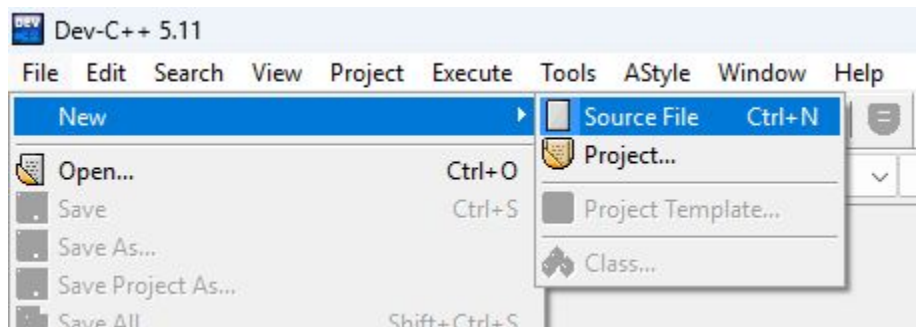 Dev-C++ 5.11
File Edit Search View Project Execute Tools AStyle Window Help
New
Open... Ctrl+O
Save Ctrl+S
Save As...
Save Project As...
Save All Shift+Ctrl+S
Source File Ctrl+N
Project...
Project Template...
Class...